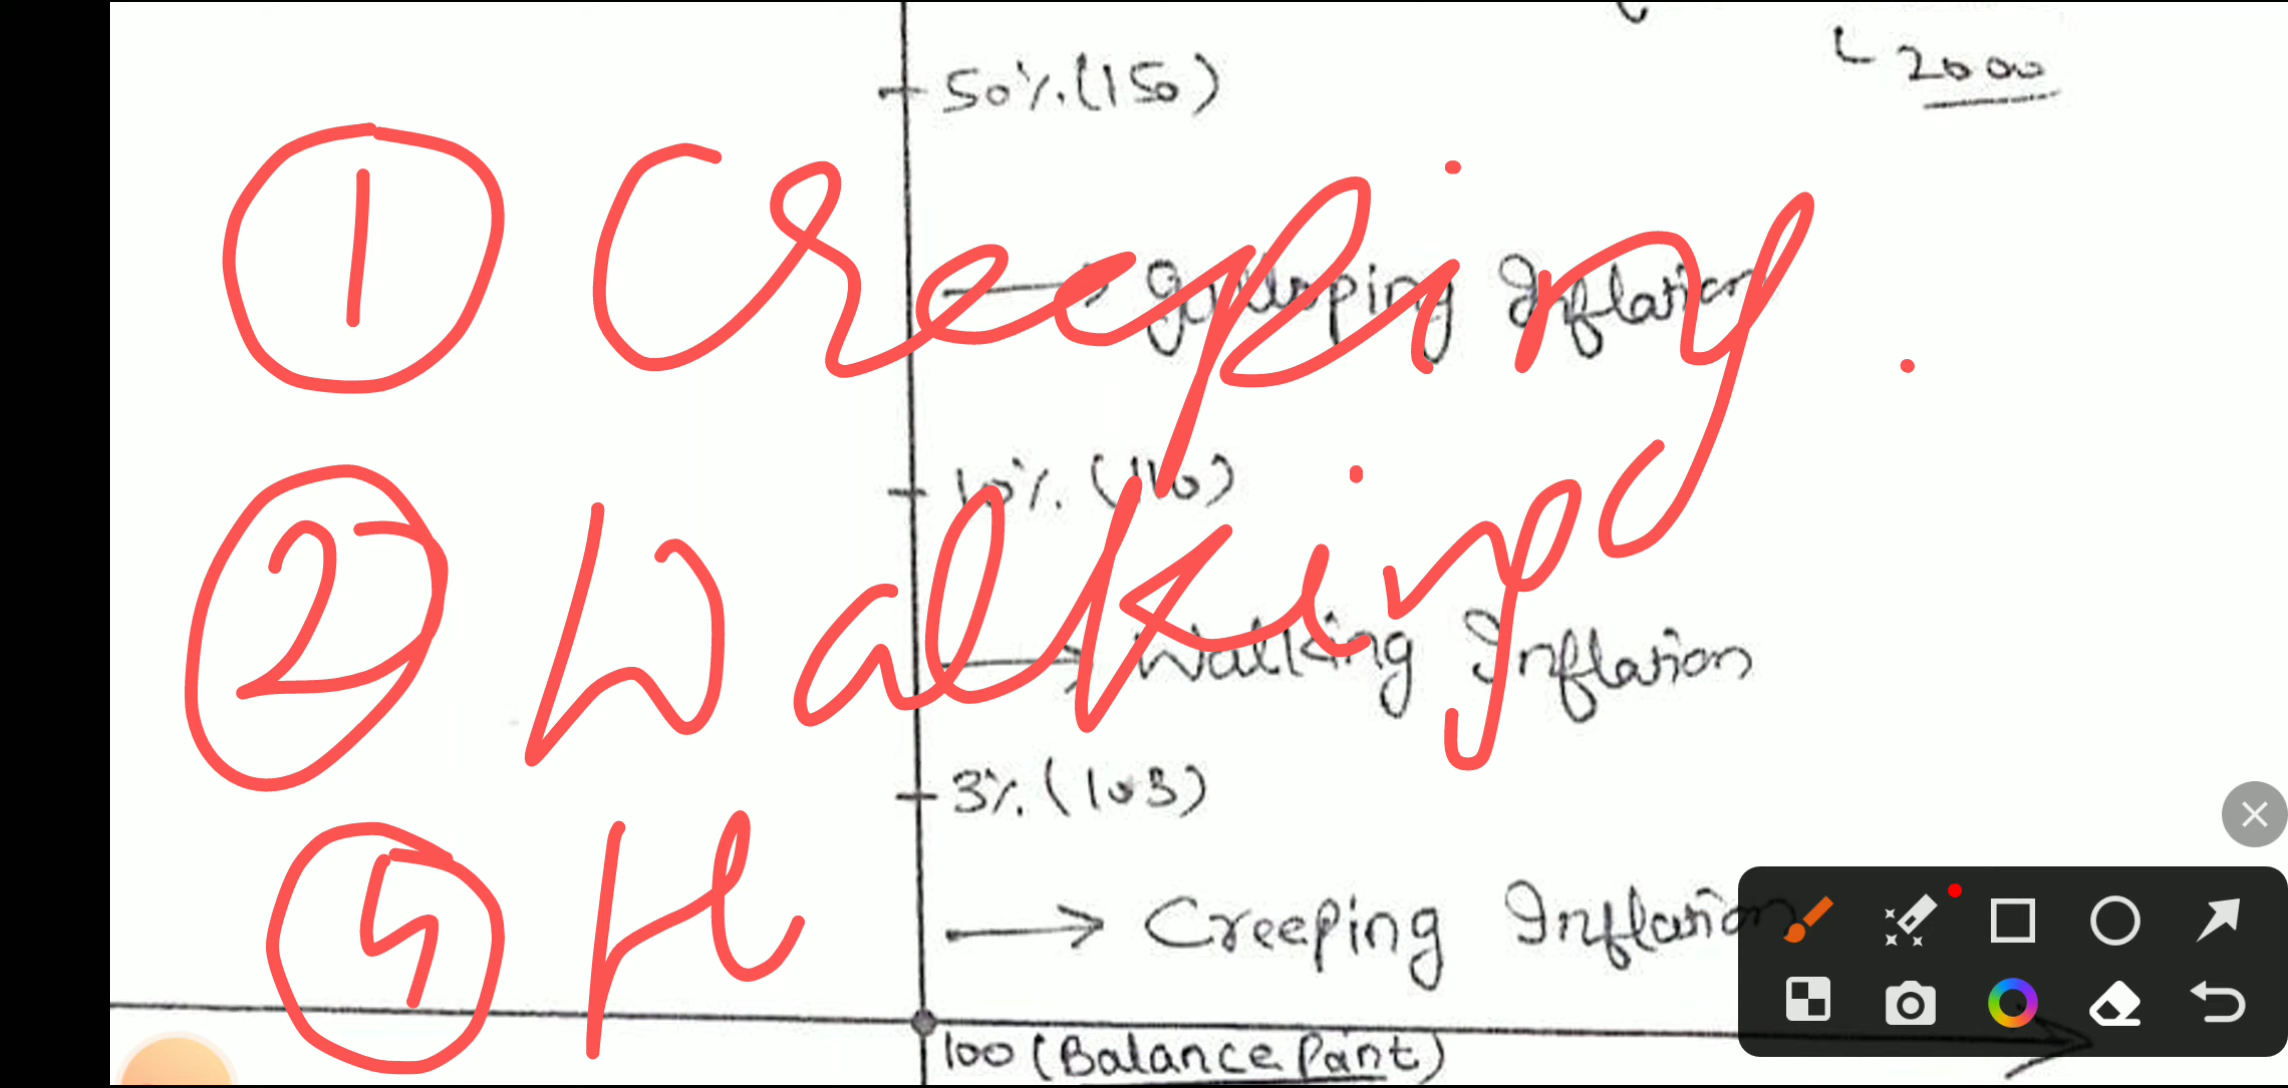 2000
50%.(150)
① Creeping.
→ Galloping Inflation
10%. (110)
② Walking
→ Walking Inflation
3%. (103)
④ H
→ Creeping Inflation
100 (Balance Point)